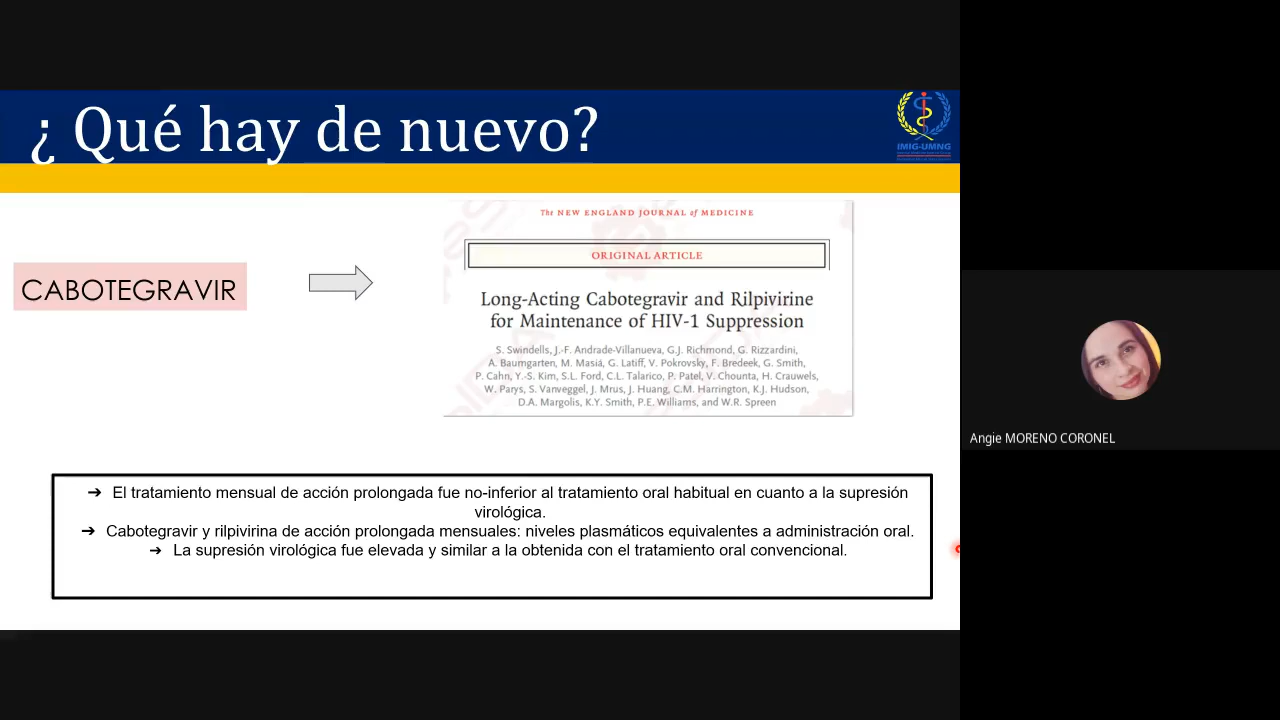 ¿ Qué hay de nuevo?
IMIG-UMNG
The NEW ENGLAND JOURNAL of MEDICINE
ORIGINAL ARTICLE
CABOTEGRAVIR
Long-Acting Cabotegravir and Rilpivirine
for Maintenance of HIV-1 Suppression
S. Swindells, J.-F. Andrade-Villanueva, G.J. Richmond, G. Rizzardini,
A. Baumgarten, M. Masiá, G. Latiff, V. Pokrovsky, F. Bredeek, G. Smith,
P. Cahn, Y.-S. Kim, S.L. Ford, C.L. Talarico, P. Patel, V. Chounta, H. Crauwels,
W. Parys, S. Vanveggel, J. Mrus, J. Huang, C.M. Harrington, K.J. Hudson,
D.A. Margolis, K.Y. Smith, P.E. Williams, and W.R. Spreen
Angie MORENO CORONEL
➔ El tratamiento mensual de acción prolongada fue no-inferior al tratamiento oral habitual en cuanto a la supresión
virológica.
➔ Cabotegravir y rilpivirina de acción prolongada mensuales: niveles plasmáticos equivalentes a administración oral.
➔ La supresión virológica fue elevada y similar a la obtenida con el tratamiento oral convencional.